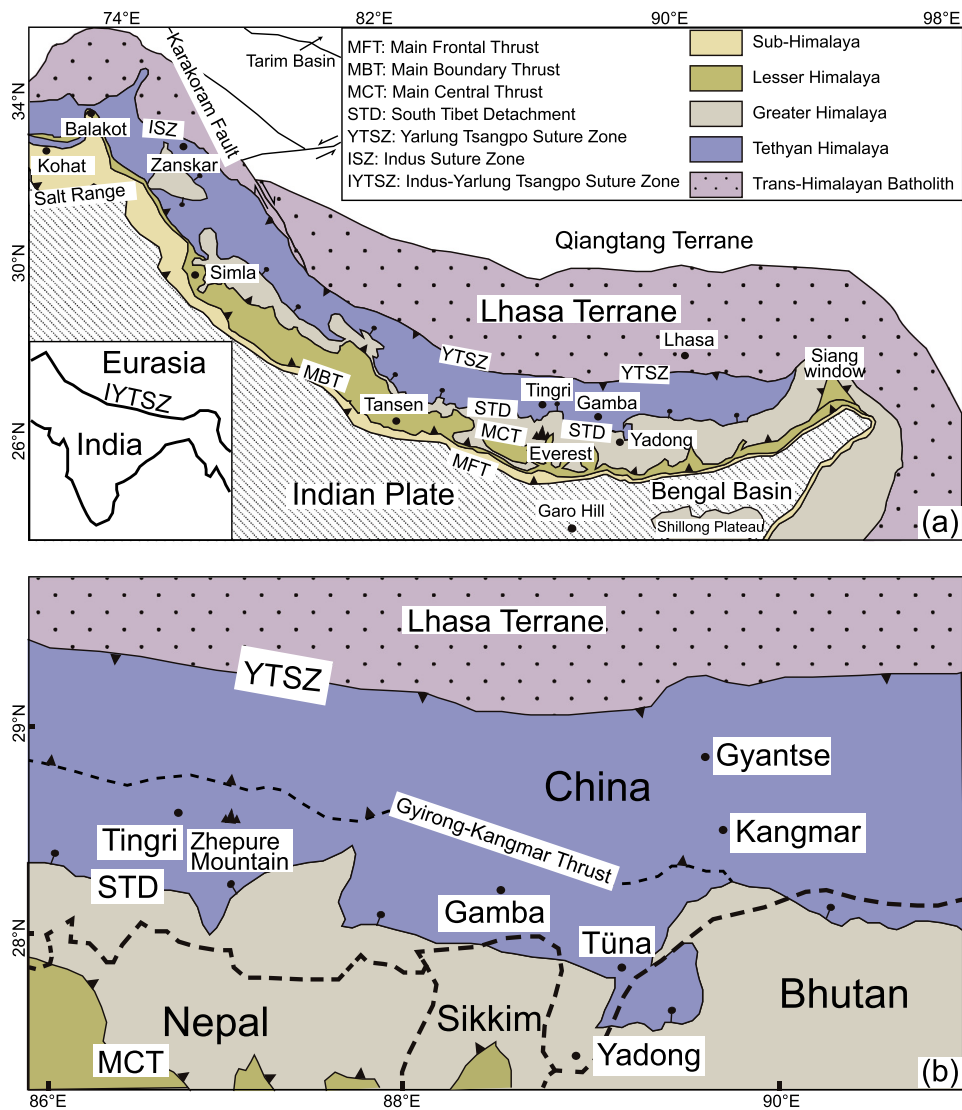 74°E
82°E
90°E
98°E
34°N
30°N
26°N
Tarim Basin
Karakoram Fault
MFT: Main Frontal Thrust
MBT: Main Boundary Thrust
MCT: Main Central Thrust
STD: South Tibet Detachment
YTSZ: Yarlung Tsangpo Suture Zone
ISZ: Indus Suture Zone
IYTSZ: Indus-Yarlung Tsangpo Suture Zone
Sub-Himalaya
Lesser Himalaya
Greater Himalaya
Tethyan Himalaya
Trans-Himalayan Batholith
Balakot
ISZ
Kohat
Zanskar
Salt Range
Qiangtang Terrane
Simla
Lhasa Terrane
Lhasa
YTSZ
YTSZ
Siang
window
MBT
Tingri
Gamba
Tansen
STD
MCT
STD
Yadong
Everest
MFT
Indian Plate
Bengal Basin
Garo Hill
Shillong Plateau
(a)
Eurasia
IYTSZ
India
Lhasa Terrane
YTSZ
29°N
28°N
Gyantse
China
Kangmar
Gyirong-Kangmar Thrust
Tingri
Zhepure
Mountain
STD
Gamba
Tüna
Bhutan
Nepal
Sikkim
MCT
Yadong
(b)
86°E
88°E
90°E